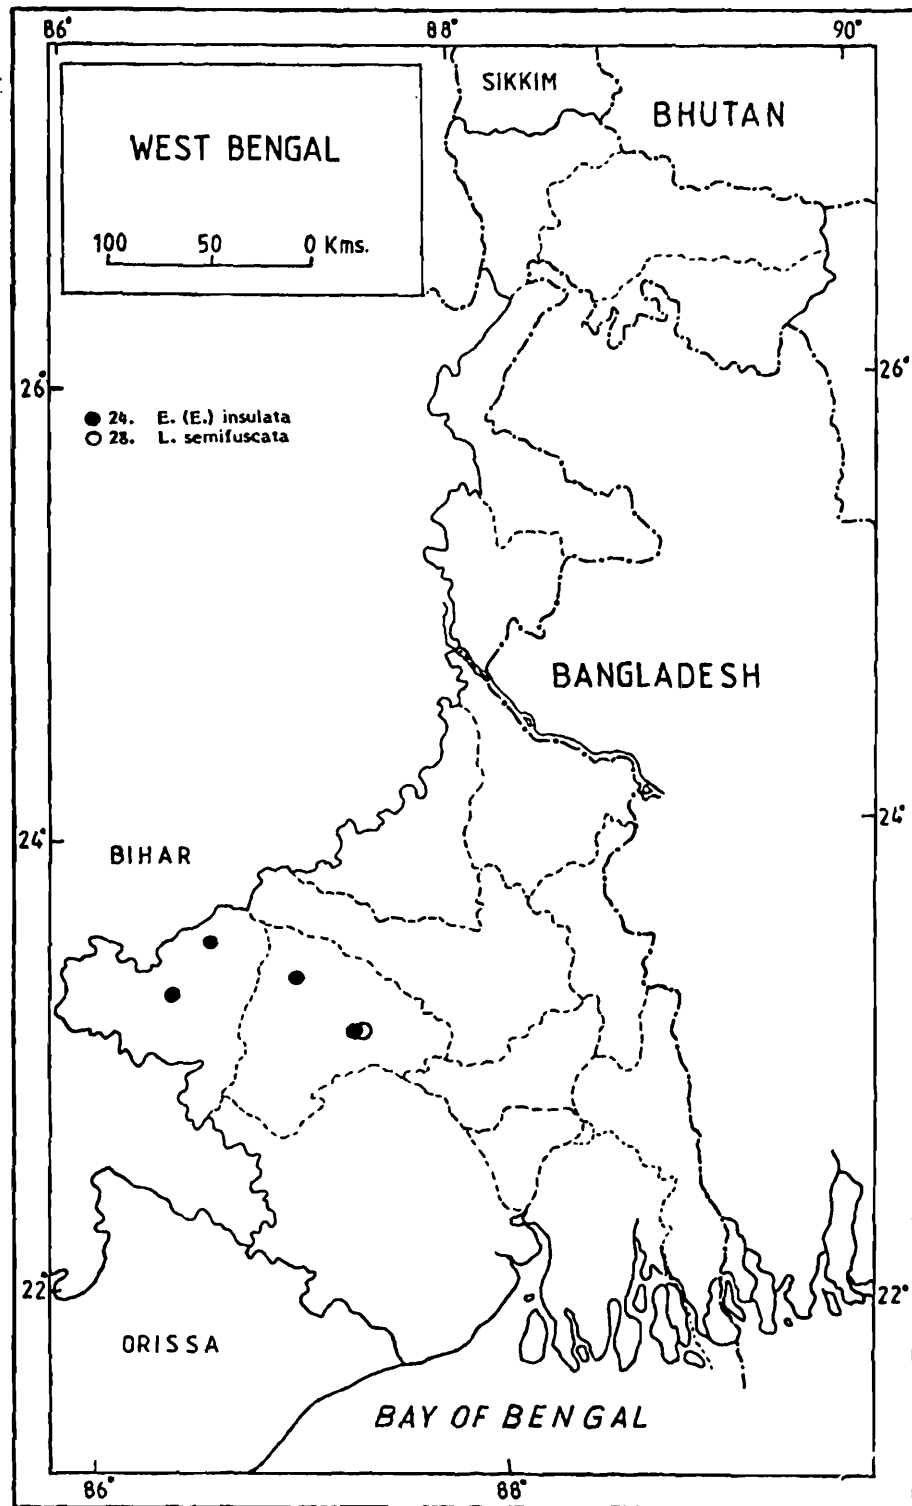 86° 88° 90°
SIKKIM
BHUTAN
WEST BENGAL
100 50 0 Kms.
26° 26°
● 24. E. (E.) insulata
○ 28. L. semifuscata
BANGLADESH
24° 24°
BIHAR
22° 22°
ORISSA
BAY OF BENGAL
86° 88°